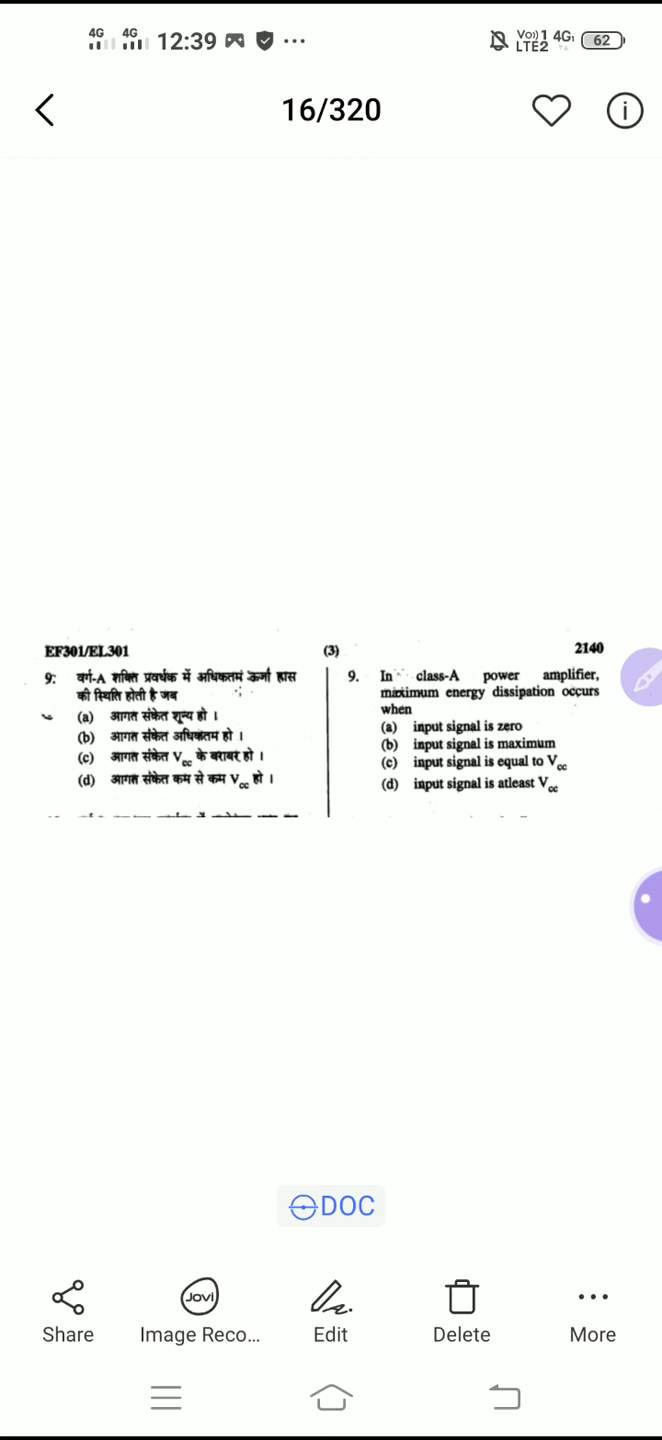 4G 4G 12:39 ... Vo)) 1 4G 62
LTE2
16/320
EF301/EL301 (3) 2140
9. वर्ग-A शक्ति प्रवर्धक में अधिकतम ऊर्जा ह्रास
की स्थिति होती है जब
(a) आगत संकेत शून्य हो ।
(b) आगत संकेत अधिकतम हो ।
(c) आगत संकेत Vcc के बराबर हो ।
(d) आगत संकेत कम से कम Vcc हो ।
9. In class-A power amplifier,
maximum energy dissipation occurs
when
(a) input signal is zero
(b) input signal is maximum
(c) input signal is equal to Vcc
(d) input signal is atleast Vcc
DOC
Jovi
Share Image Reco... Edit Delete More